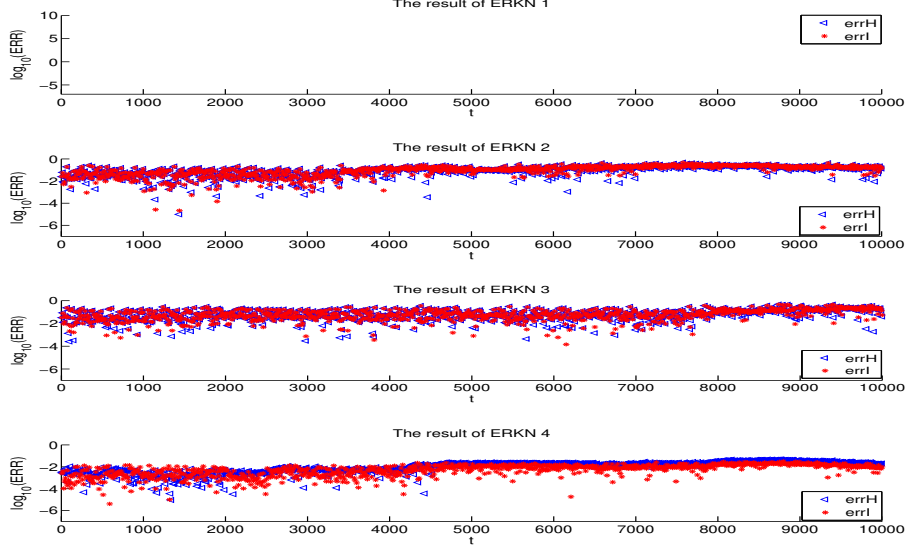 The result of ERKN 1
10
5
0
−5
log10(ERR)
errH
errI
0 1000 2000 3000 4000 5000 6000 7000 8000 9000 10000
t
The result of ERKN 2
0
−2
−4
−6
log10(ERR)
errH
errI
0 1000 2000 3000 4000 5000 6000 7000 8000 9000 10000
t
The result of ERKN 3
0
−2
−4
−6
log10(ERR)
errH
errI
0 1000 2000 3000 4000 5000 6000 7000 8000 9000 10000
t
The result of ERKN 4
0
−2
−4
−6
log10(ERR)
errH
errI
0 1000 2000 3000 4000 5000 6000 7000 8000 9000 10000
t